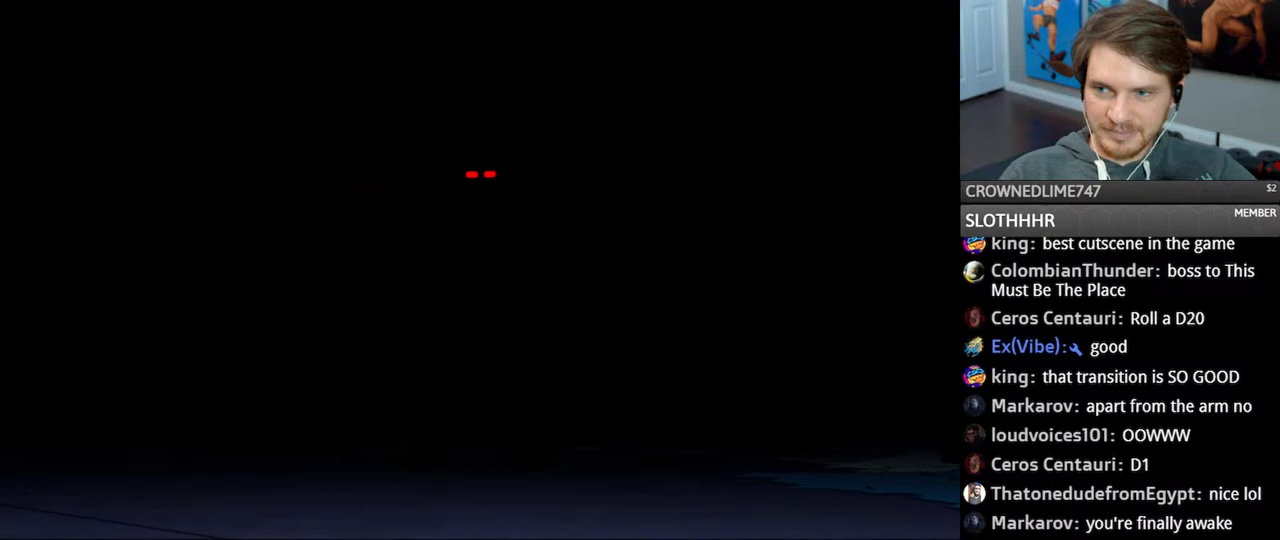 CROWNEDLIME747 $2
SLOTHHHR MEMBER
king: best cutscene in the game
ColombianThunder: boss to This
Must Be The Place
Ceros Centauri: Roll a D20
Ex(Vibe): good
king: that transition is SO GOOD
Markarov: apart from the arm no
loudvoices101: OOWWW
Ceros Centauri: D1
ThatonedudefromEgypt: nice lol
Markarov: you're finally awake